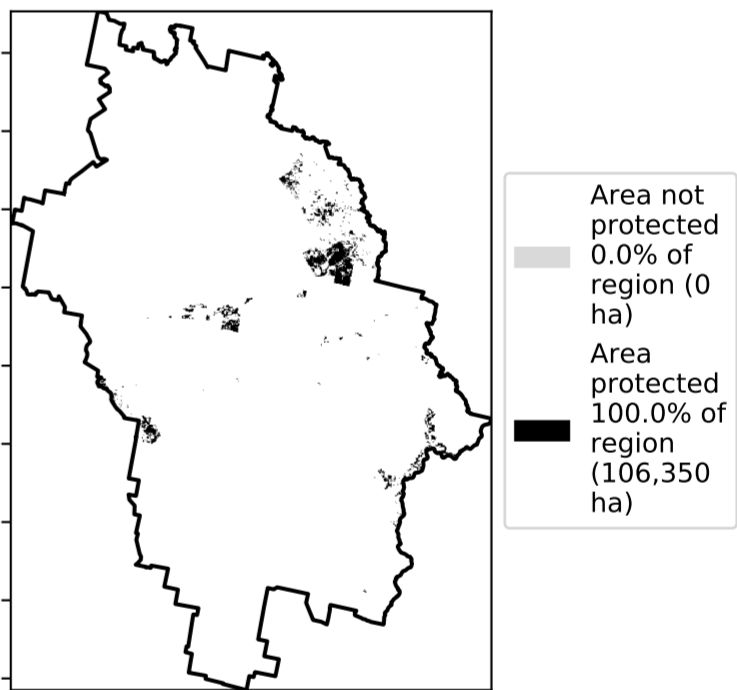 Area not
protected
0.0% of
region (0
ha)
Area
protected
100.0% of
region
(106,350
ha)